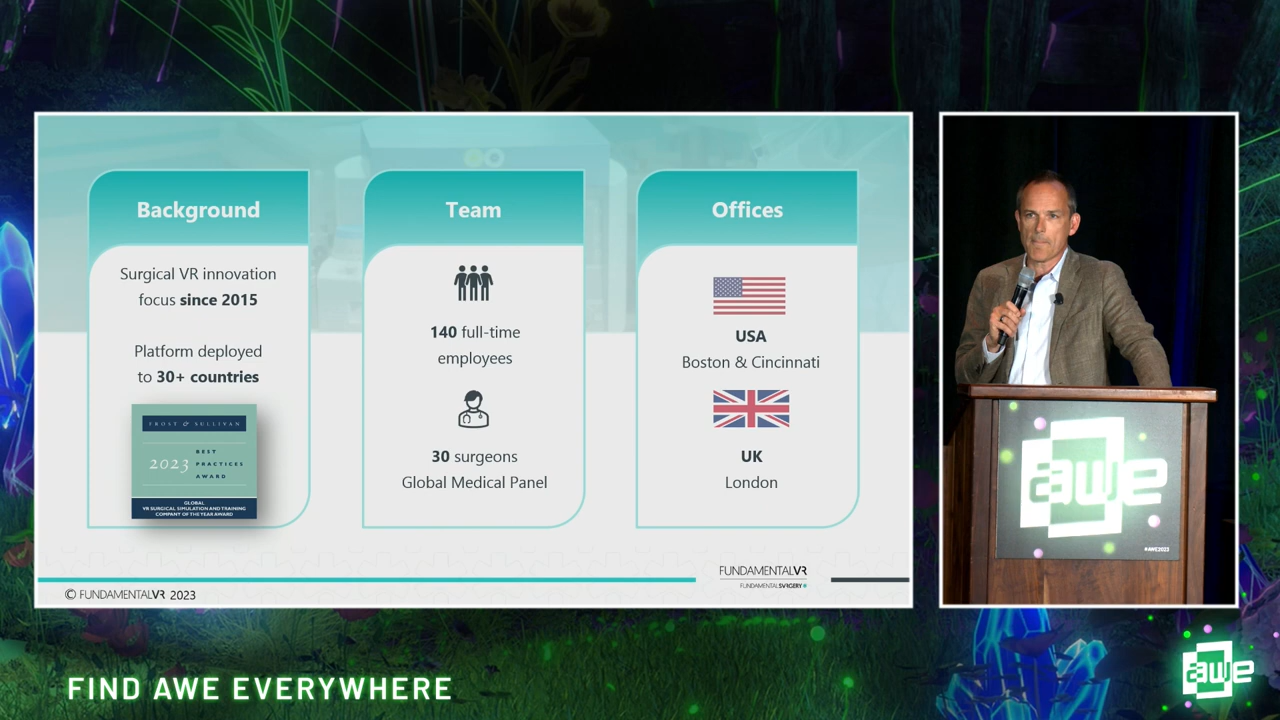 Background
Surgical VR innovation
focus since 2015
Platform deployed
to 30+ countries
FROST & SULLIVAN
2023
BEST
PRACTICES
AWARD
GLOBAL
VR SURGICAL SIMULATION AND TRAINING
COMPANY OF THE YEAR AWARD
Team
140 full-time
employees
30 surgeons
Global Medical Panel
Offices
USA
Boston & Cincinnati
UK
London
FUNDAMENTALVR
FUNDAMENTALSURGERY
© FUNDAMENTALVR 2023
awe
#AWE2023
FIND AWE EVERYWHERE
awe